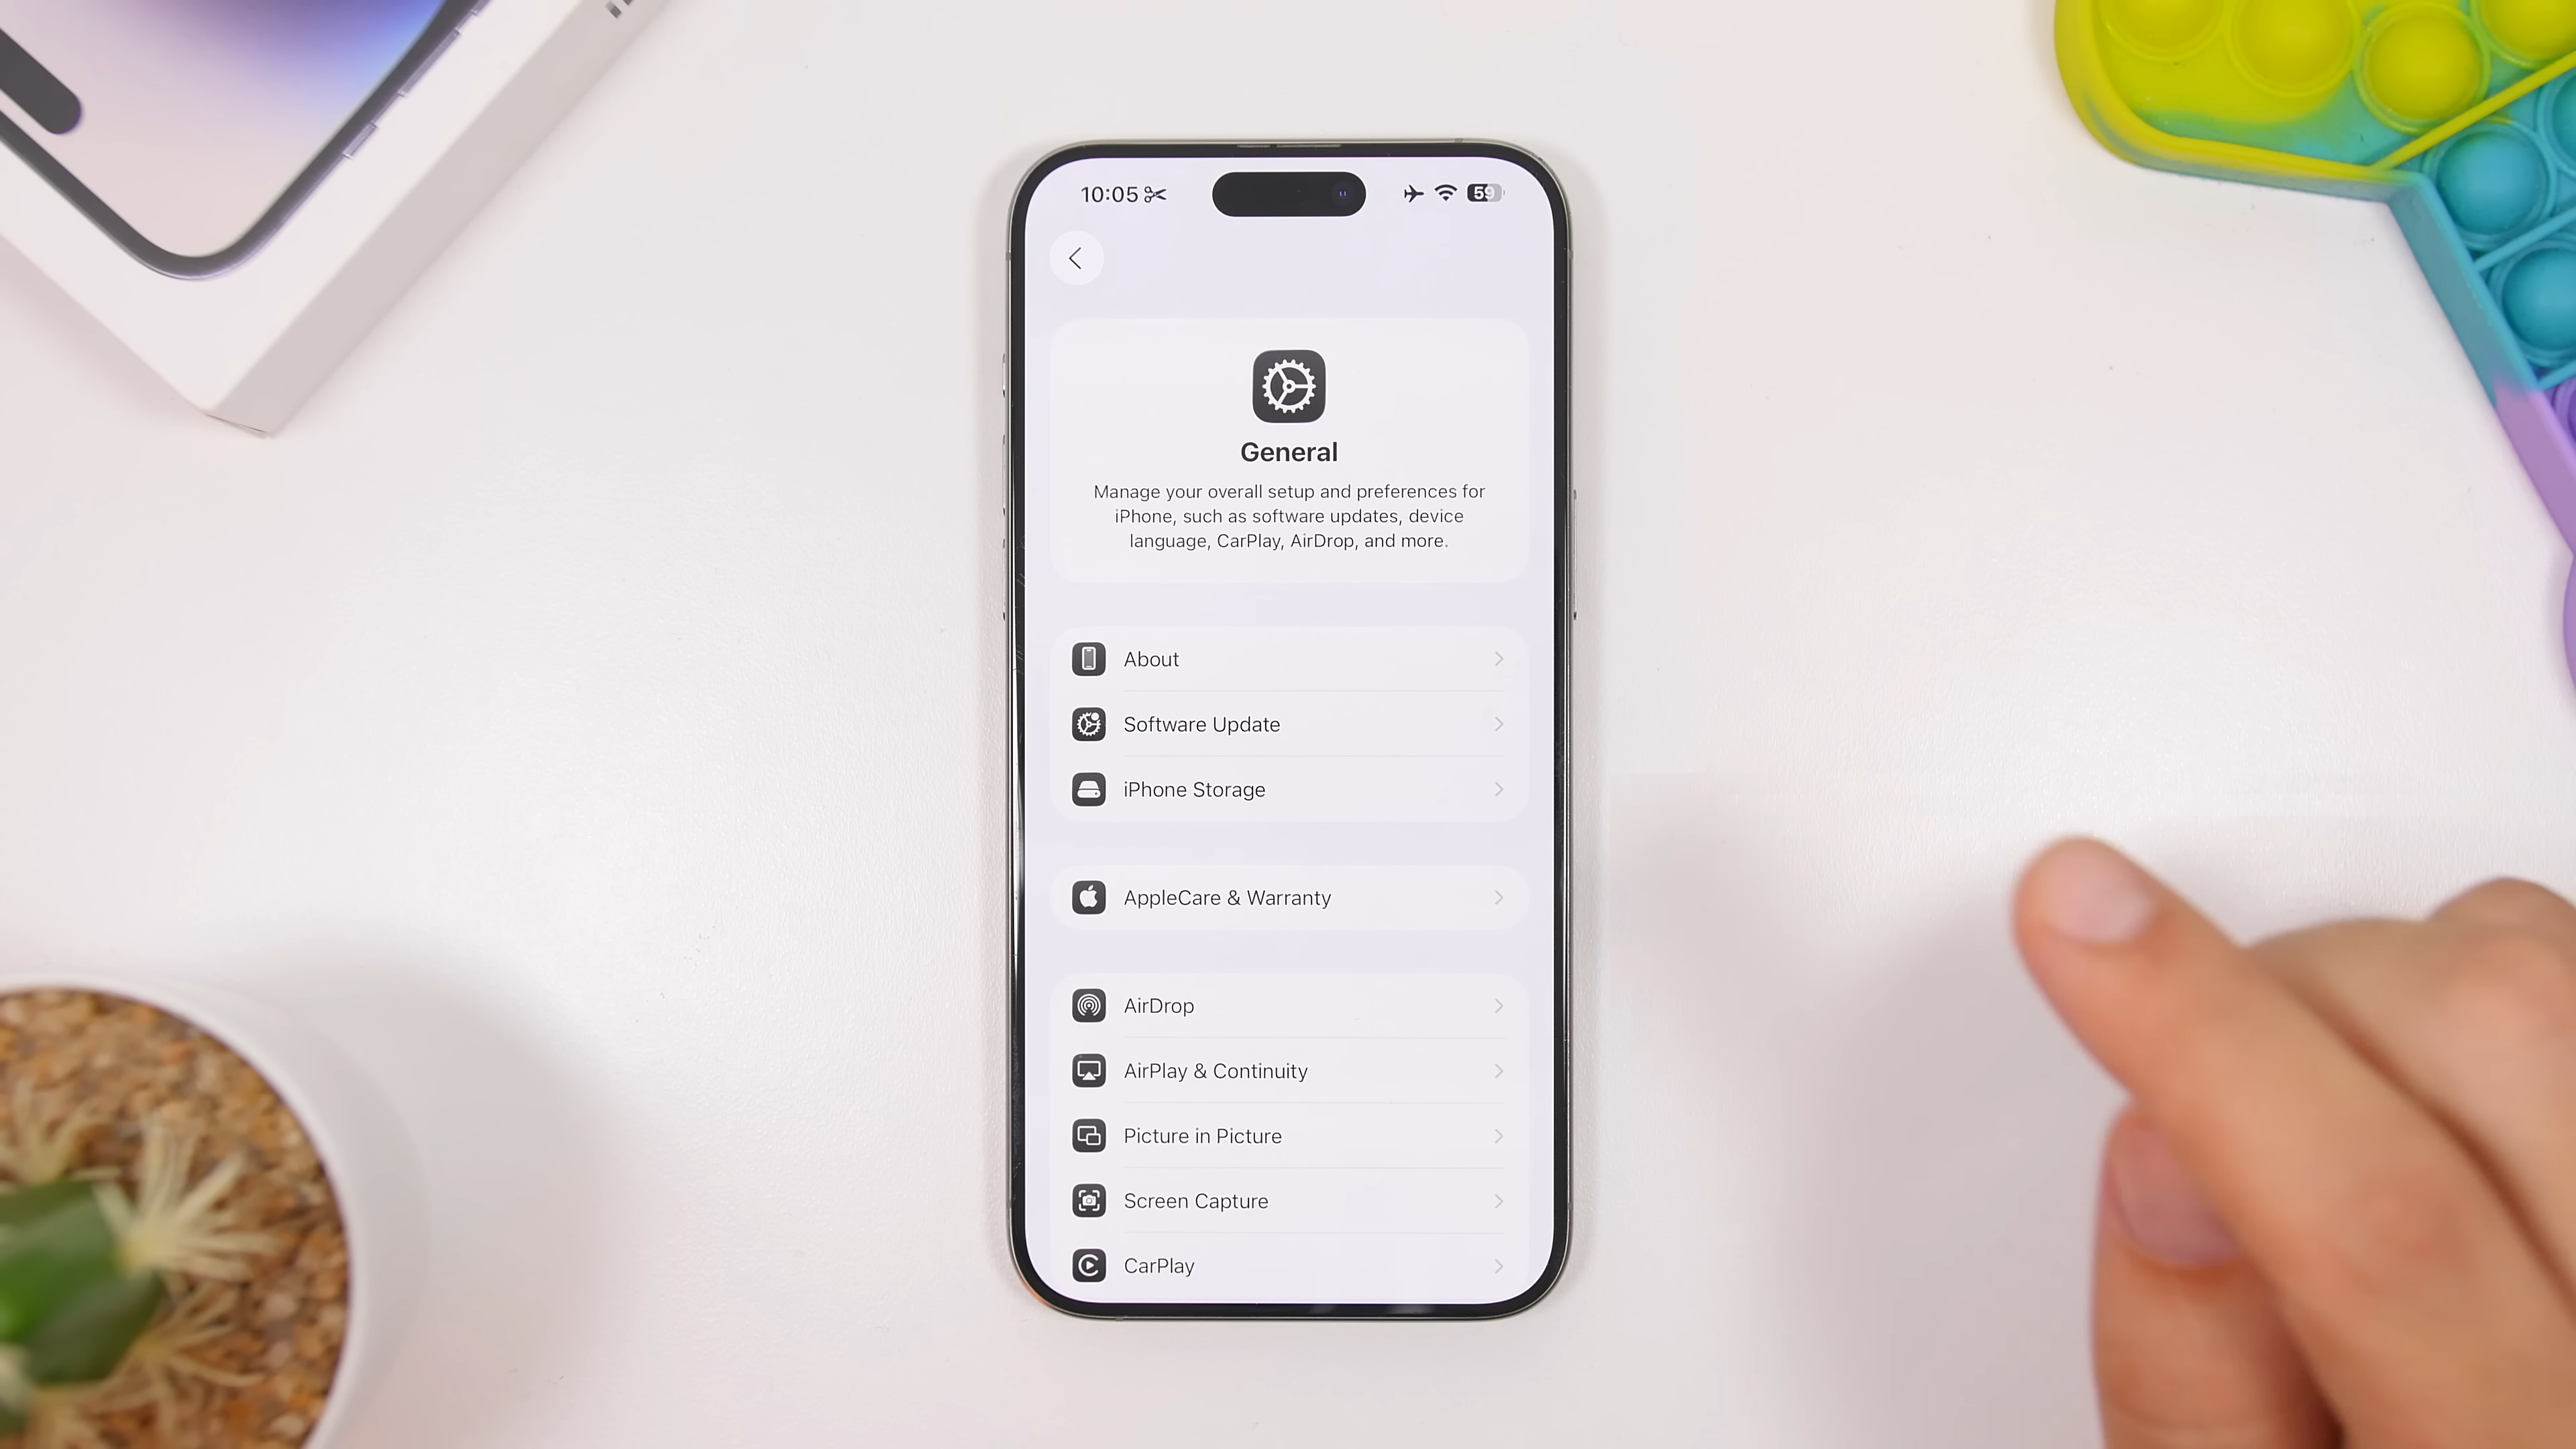 10:05
59
General
Manage your overall setup and preferences for
iPhone, such as software updates, device
language, CarPlay, AirDrop, and more.
About
Software Update
iPhone Storage
AppleCare & Warranty
AirDrop
AirPlay & Continuity
Picture in Picture
Screen Capture
CarPlay